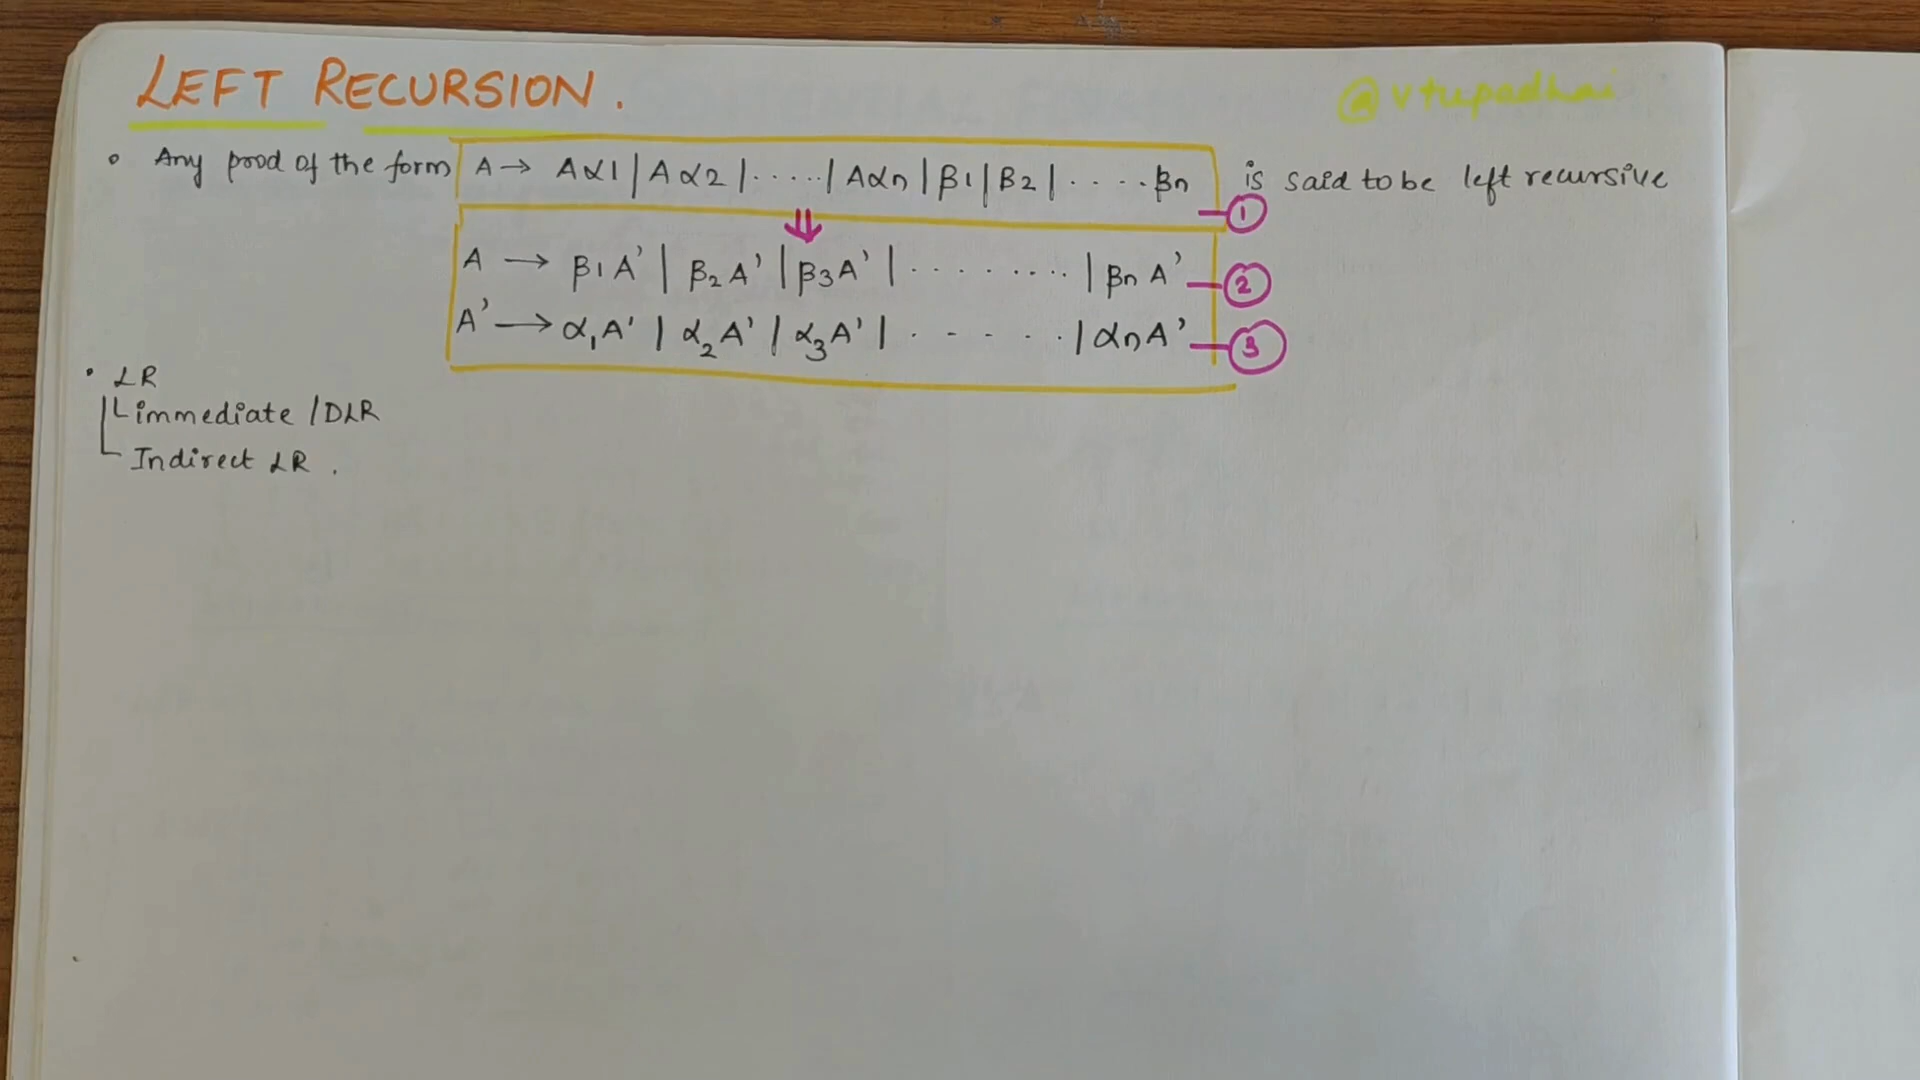 LEFT RECURSION.
@vtupadhai
• Any prod of the form A → Aα1 | Aα2 | ..... | Aαn | β1 | β2 | .... βn is said to be left recursive
①
⇓
A → β1A' | β2A' | β3A' | ........ | βnA' ②
A' → α1A' | α2A' | α3A' | ...... | αnA' ③
• LR
immediate /DLR
Indirect LR .